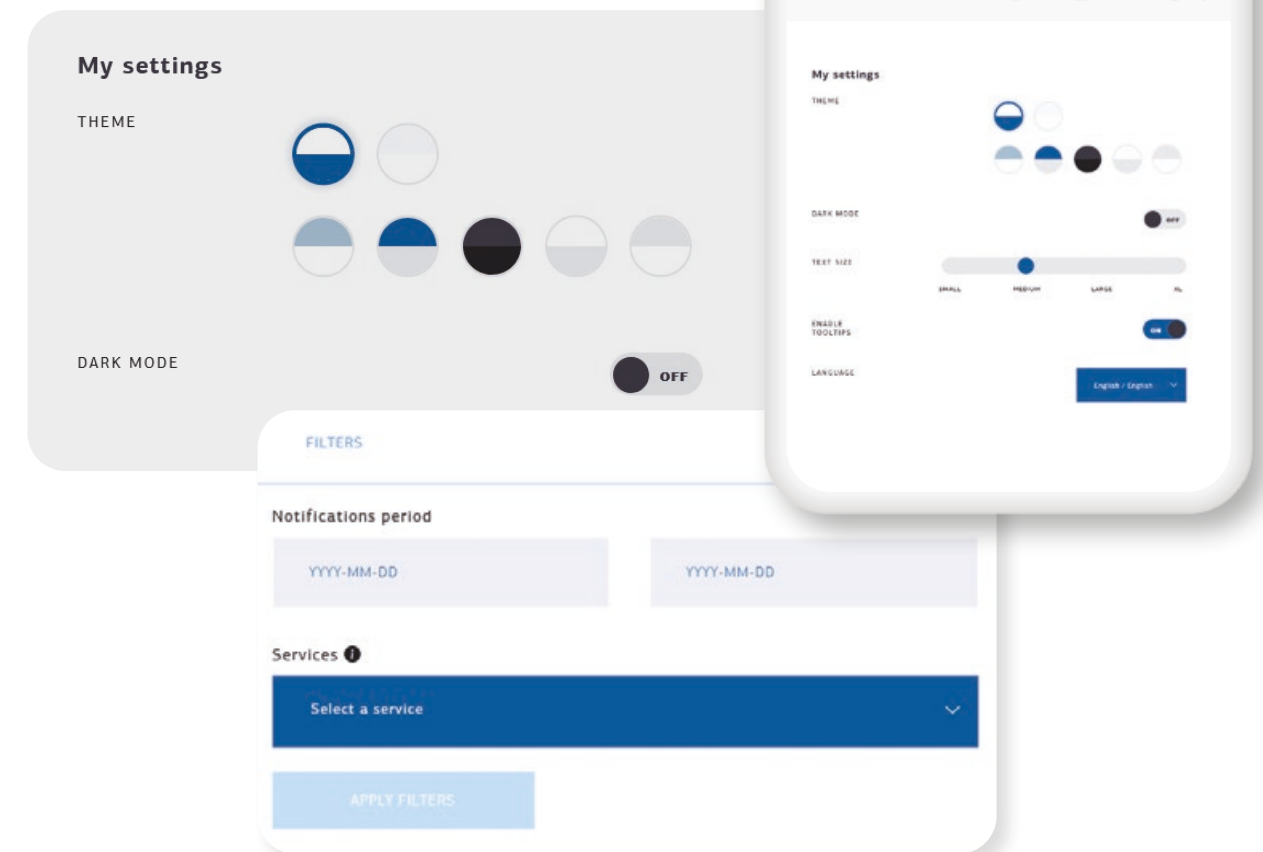 My settings
THEME
DARK MODE
OFF
My settings
THEME
DARK MODE
OFF
TEXT SIZE
SMALL
MEDIUM
LARGE
XL
ENABLE
TOOLTIPS
ON
LANGUAGE
English / English
FILTERS
Notifications period
YYYY-MM-DD
YYYY-MM-DD
Services
Select a service
APPLY FILTERS